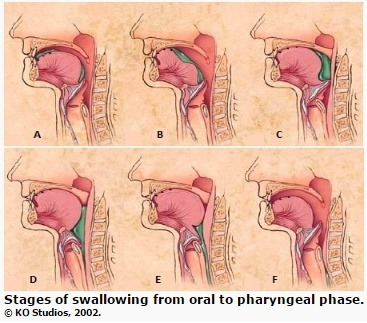 A B C
D E F
Stages of swallowing from oral to pharyngeal phase.
© KO Studios, 2002.